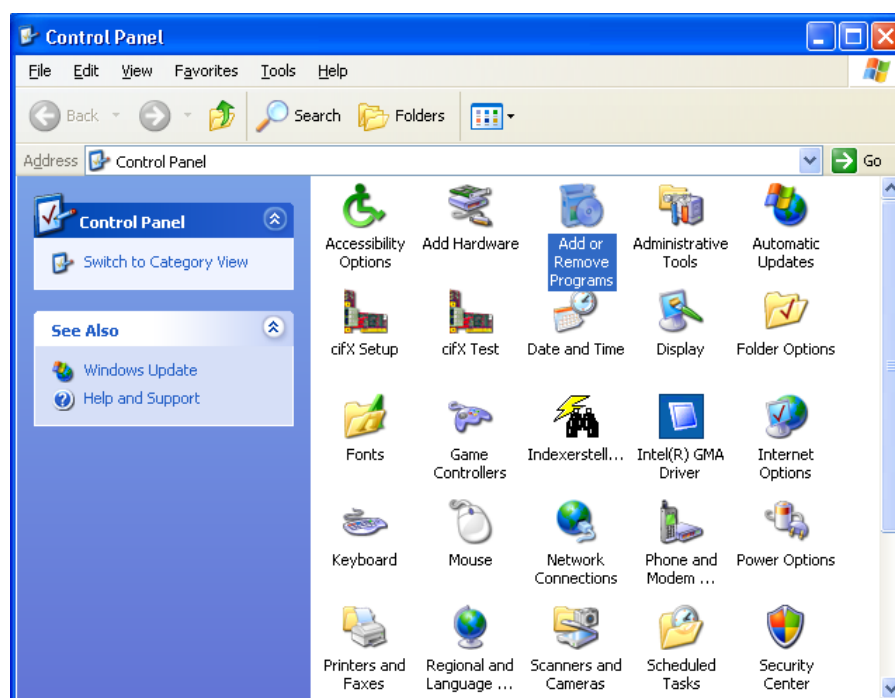 Control Panel
File Edit View Favorites Tools Help
Back Search Folders
Address Control Panel Go
Control Panel
Switch to Category View
See Also
Windows Update
Help and Support
Accessibility
Options
Add Hardware
Add or
Remove
Programs
Administrative
Tools
Automatic
Updates
cifX Setup
cifX Test
Date and Time
Display
Folder Options
Fonts
Game
Controllers
Indexerstell...
Intel(R) GMA
Driver
Internet
Options
Keyboard
Mouse
Network
Connections
Phone and
Modem ...
Power Options
Printers and
Faxes
Regional and
Language ...
Scanners and
Cameras
Scheduled
Tasks
Security
Center